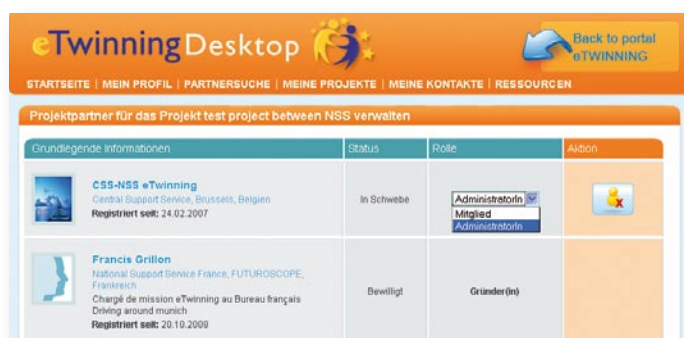 eTwinning Desktop
Back to portal
eTWINNING
STARTSEITE | MEIN PROFIL | PARTNERSUCHE | MEINE PROJEKTE | MEINE KONTAKTE | RESSOURCEN
Projektpartner für das Projekt test project between NSS verwalten
Grundlegende Informationen Status Rolle Aktion
CSS-NSS eTwinning
Central Support Service, Brussels, Belgien
Registriert seit: 24.02.2007
In Schwebe
AdministratorIn
Mitglied
AdministratorIn
Francis Grillon
National Support Service France, FUTUROSCOPE,
Frankreich
Chargé de mission eTwinning au Bureau français
Driving around munich
Registriert seit: 20.10.2009
Bewilligt
Gründer(in)